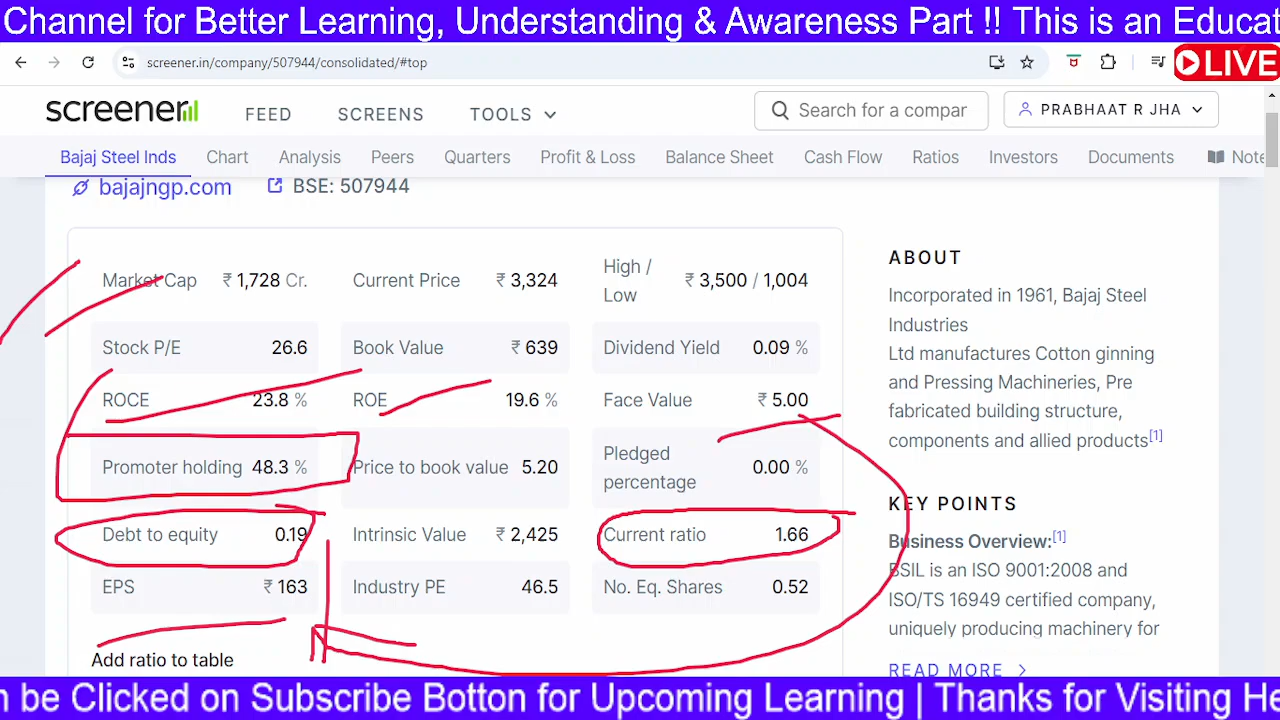 Channel for Better Learning, Understanding & Awareness Part !! This is an Educat
screener.in/company/507944/consolidated/#top
LIVE
screener
FEED SCREENS TOOLS
Search for a compar
PRABHAAT R JHA
Bajaj Steel Inds Chart Analysis Peers Quarters Profit & Loss Balance Sheet Cash Flow Ratios Investors Documents Note
bajajngp.com BSE: 507944
Market Cap ₹ 1,728 Cr. Current Price ₹ 3,324 High / Low ₹ 3,500 / 1,004
Stock P/E 26.6 Book Value ₹ 639 Dividend Yield 0.09 %
ROCE 23.8 % ROE 19.6 % Face Value ₹ 5.00
Promoter holding 48.3 % Price to book value 5.20 Pledged percentage 0.00 %
Debt to equity 0.19 Intrinsic Value ₹ 2,425 Current ratio 1.66
EPS ₹ 163 Industry PE 46.5 No. Eq. Shares 0.52
Add ratio to table
ABOUT
Incorporated in 1961, Bajaj Steel
Industries
Ltd manufactures Cotton ginning
and Pressing Machineries, Pre
fabricated building structure,
components and allied products[1]
KEY POINTS
Business Overview:[1]
BSIL is an ISO 9001:2008 and
ISO/TS 16949 certified company,
uniquely producing machinery for
READ MORE
n be Clicked on Subscribe Botton for Upcoming Learning | Thanks for Visiting He